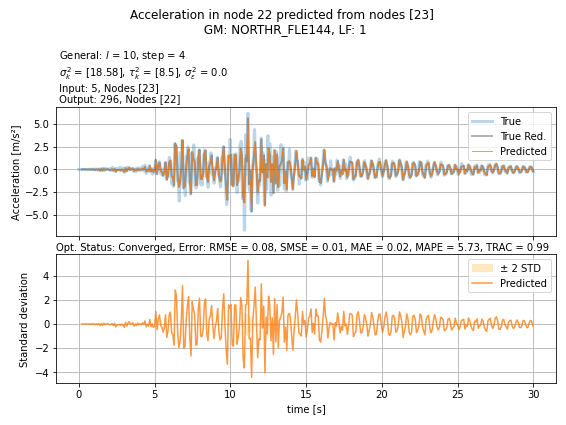 Acceleration in node 22 predicted from nodes [23]
GM: NORTHR_FLE144, LF: 1
General: l = 10, step = 4
σ²ₖ = [18.58], τ²ₖ = [8.5], σ²ε = 0.0
Input: 5, Nodes [23]
Output: 296, Nodes [22]
Acceleration [m/s²]
5.0
2.5
0.0
−2.5
−5.0
True
True Red.
Predicted
Opt. Status: Converged, Error: RMSE = 0.08, SMSE = 0.01, MAE = 0.02, MAPE = 5.73, TRAC = 0.99
Standard deviation
4
2
0
−2
−4
± 2 STD
Predicted
0 5 10 15 20 25 30
time [s]